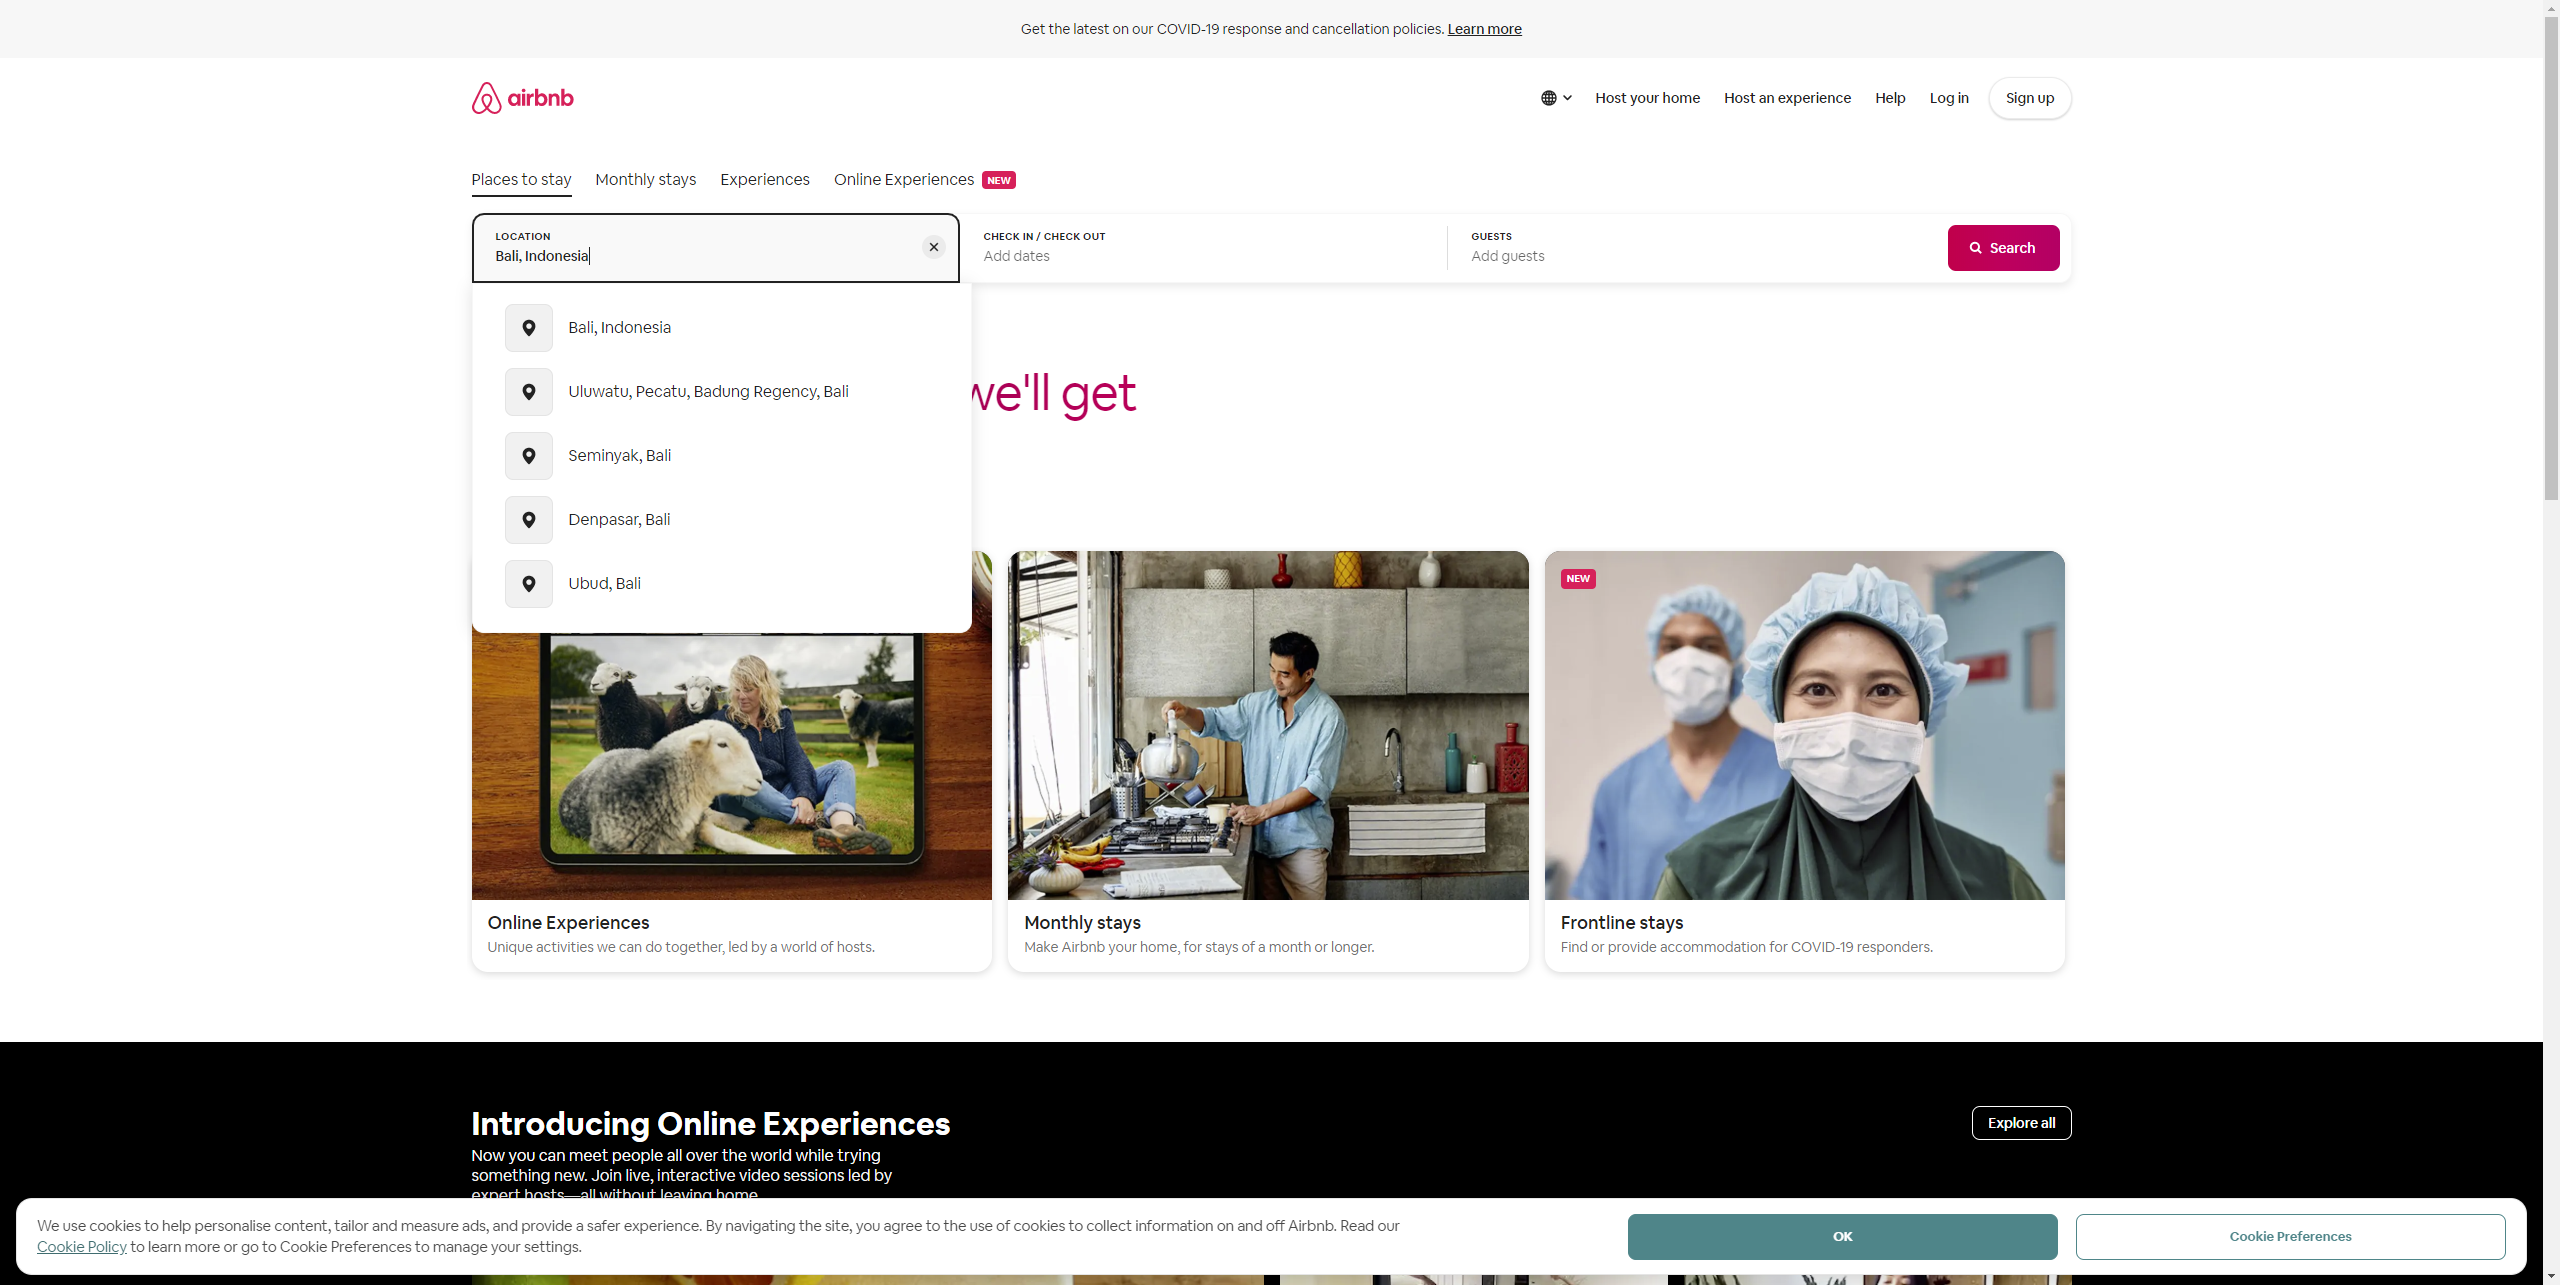 Get the latest on our COVID-19 response and cancellation policies. Learn more
airbnb
Host your home
Host an experience
Help
Log in
Sign up
Places to stay
Monthly stays
Experiences
Online Experiences
NEW
LOCATION
Bali, Indonesia
CHECK IN / CHECK OUT
Add dates
GUESTS
Add guests
Search
Bali, Indonesia
Uluwatu, Pecatu, Badung Regency, Bali
Seminyak, Bali
Denpasar, Bali
Ubud, Bali
we'll get
NEW
Online Experiences
Unique activities we can do together, led by a world of hosts.
Monthly stays
Make Airbnb your home, for stays of a month or longer.
Frontline stays
Find or provide accommodation for COVID-19 responders.
Introducing Online Experiences
Explore all
Now you can meet people all over the world while trying
something new. Join live, interactive video sessions led by
expert hosts—all without leaving home.
We use cookies to help personalise content, tailor and measure ads, and provide a safer experience. By navigating the site, you agree to the use of cookies to collect information on and off Airbnb. Read our
Cookie Policy to learn more or go to Cookie Preferences to manage your settings.
OK
Cookie Preferences